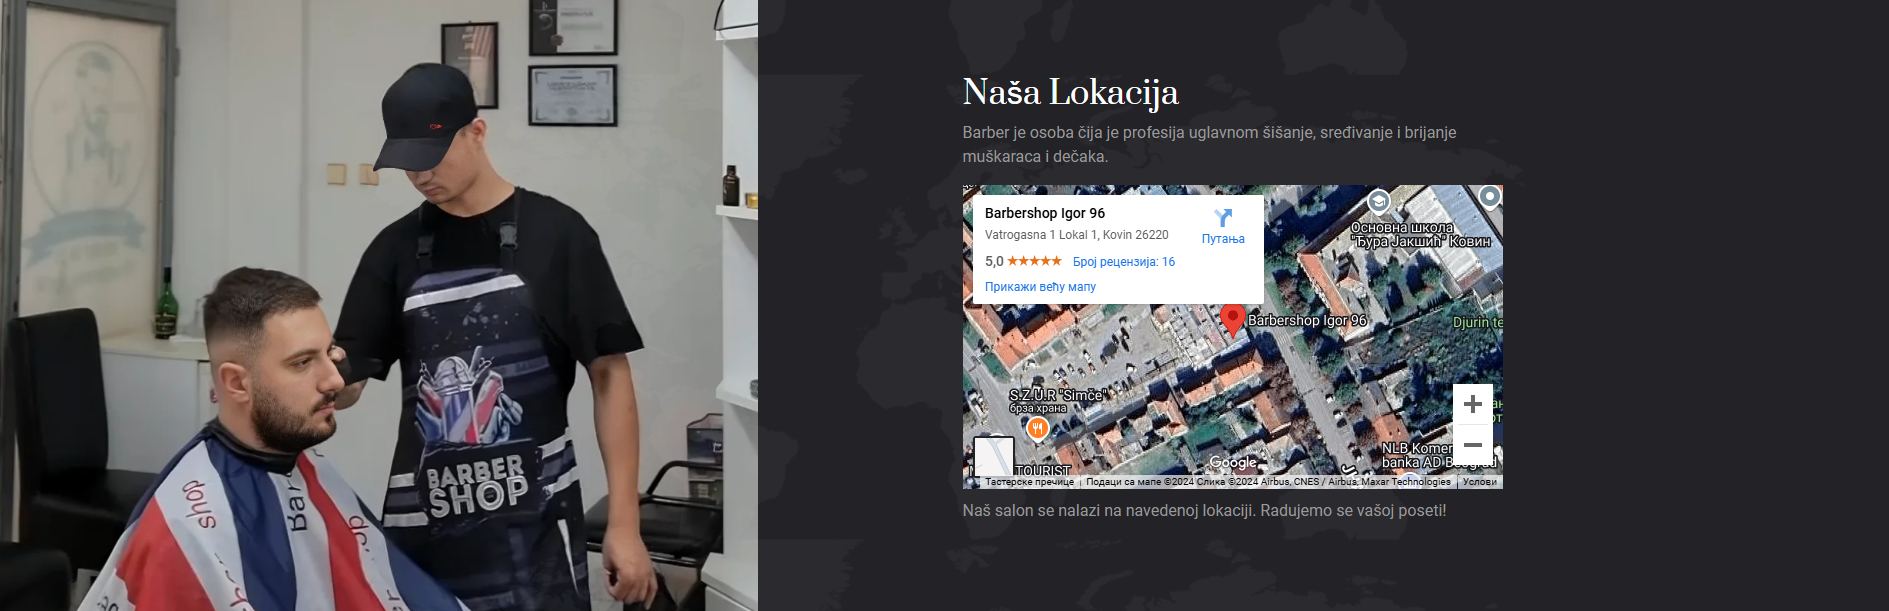 BARBER
SHOP
shop
Bar
Naša Lokacija
Barber je osoba čija je profesija uglavnom šišanje, sređivanje i brijanje
muškaraca i dečaka.
Barbershop Igor 96
Vatrogasna 1 Lokal 1, Kovin 26220
Путања
5,0 ★★★★★ Број рецензија: 16
Прикажи већу мапу
Основна школа
"Ђура Јакшић" Ковин
Barbershop Igor 96
Djurin te
S.Z.U.R "Simče"
брза храна
NLB Komer
banka AD Beograd
TOURIST
Google
Тастерске пречице
Подаци са мапе ©2024 Слике ©2024 Airbus, CNES / Airbus, Maxar Technologies
Услови
Naš salon se nalazi na navedenoj lokaciji. Radujemo se vašoj poseti!